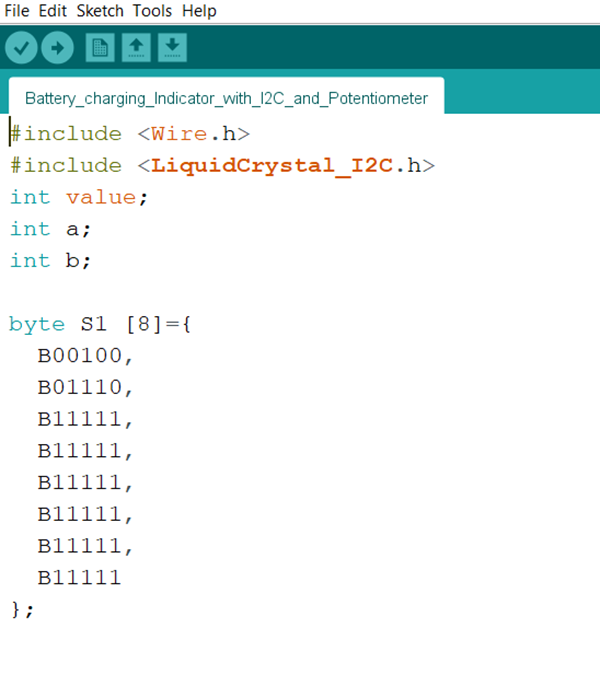 File Edit Sketch Tools Help
Battery_charging_Indicator_with_I2C_and_Potentiometer
#include <Wire.h>
#include <LiquidCrystal_I2C.h>
int value;
int a;
int b;
byte S1 [8]={
B00100,
B01110,
B11111,
B11111,
B11111,
B11111,
B11111,
B11111
};